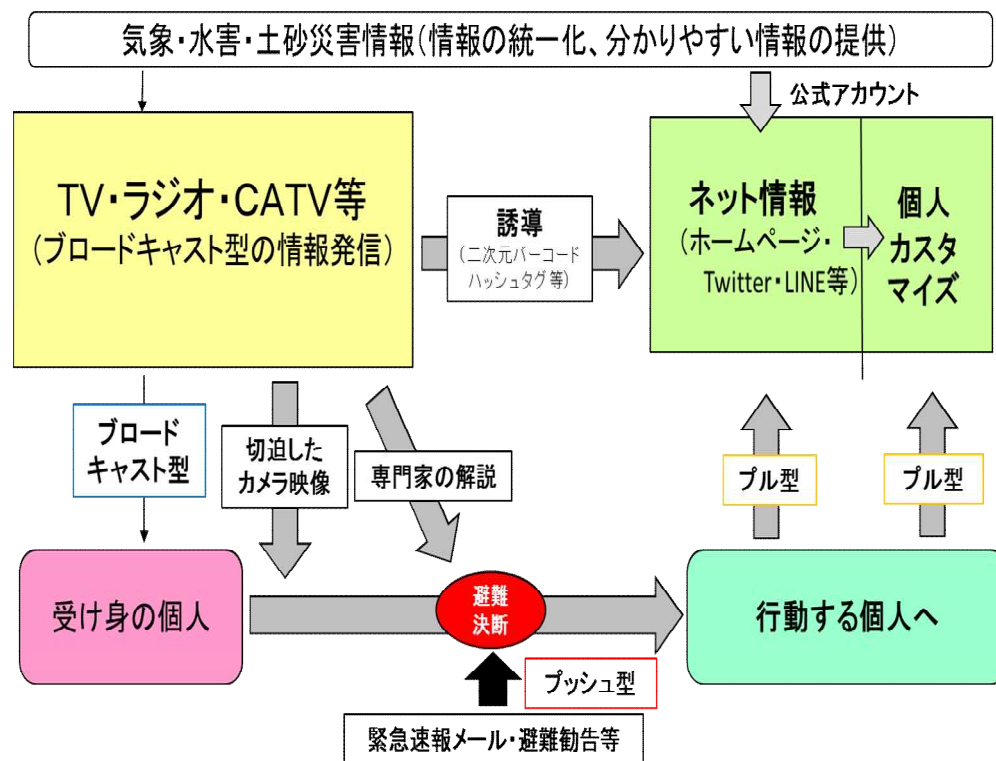 気象・水害・土砂災害情報（情報の統一化、分かりやすい情報の提供）
公式アカウント
TV・ラジオ・CATV等
（ブロードキャスト型の情報発信）
誘導
（二次元バーコード
ハッシュタグ等）
ネット情報
（ホームページ・
Twitter・LINE等）
個人
カスタ
マイズ
ブロード
キャスト型
切迫した
カメラ映像
専門家の解説
プル型
プル型
受け身の個人
避難
決断
行動する個人へ
プッシュ型
緊急速報メール・避難勧告等